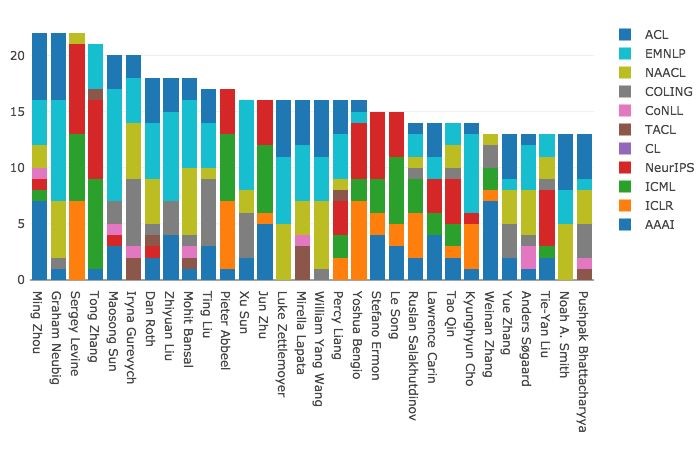 20
15
10
5
0
Ming Zhou
Graham Neubig
Sergey Levine
Tong Zhang
Maosong Sun
Iryna Gurevych
Dan Roth
Zhiyuan Liu
Mohit Bansal
Ting Liu
Pieter Abbeel
Xu Sun
Jun Zhu
Luke Zettlemoyer
Mirella Lapata
William Yang Wang
Percy Liang
Yoshua Bengio
Stefano Ermon
Le Song
Ruslan Salakhutdinov
Lawrence Carin
Tao Qin
Kyunghyun Cho
Weinan Zhang
Yue Zhang
Anders Søgaard
Tie-Yan Liu
Noah A. Smith
Pushpak Bhattacharyya
ACL
EMNLP
NAACL
COLING
CoNLL
TACL
CL
NeurIPS
ICML
ICLR
AAAI